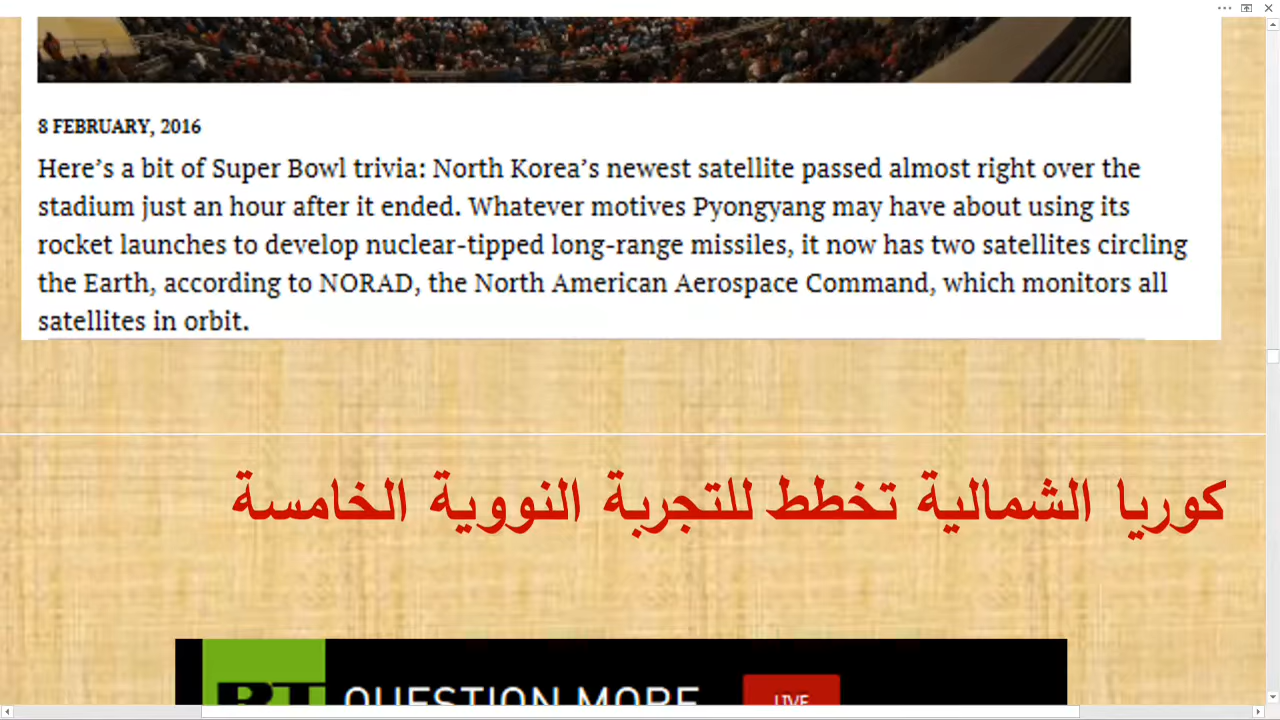 8 FEBRUARY, 2016
Here’s a bit of Super Bowl trivia: North Korea’s newest satellite passed almost right over the
stadium just an hour after it ended. Whatever motives Pyongyang may have about using its
rocket launches to develop nuclear-tipped long-range missiles, it now has two satellites circling
the Earth, according to NORAD, the North American Aerospace Command, which monitors all
satellites in orbit.
كوريا الشمالية تخطط للتجربة النووية الخامسة
RT QUESTION MORE LIVE